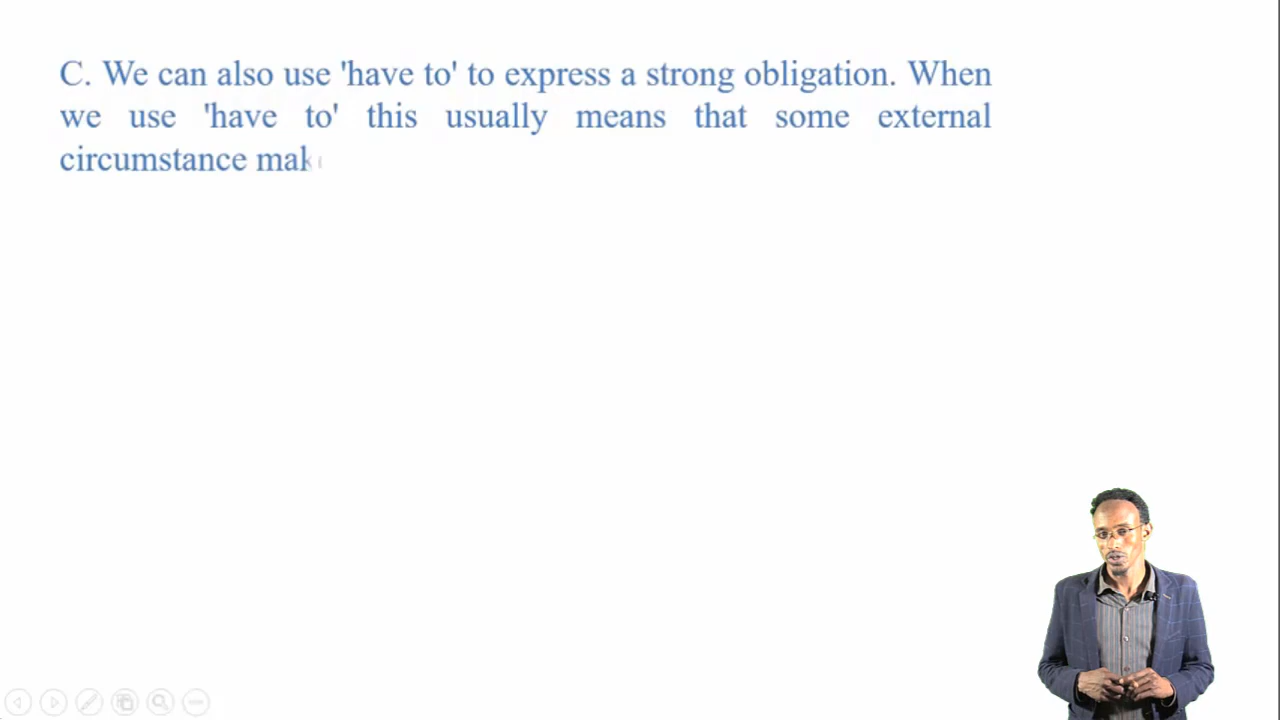 C. We can also use 'have to' to express a strong obligation. When
we use 'have to' this usually means that some external
circumstance mak